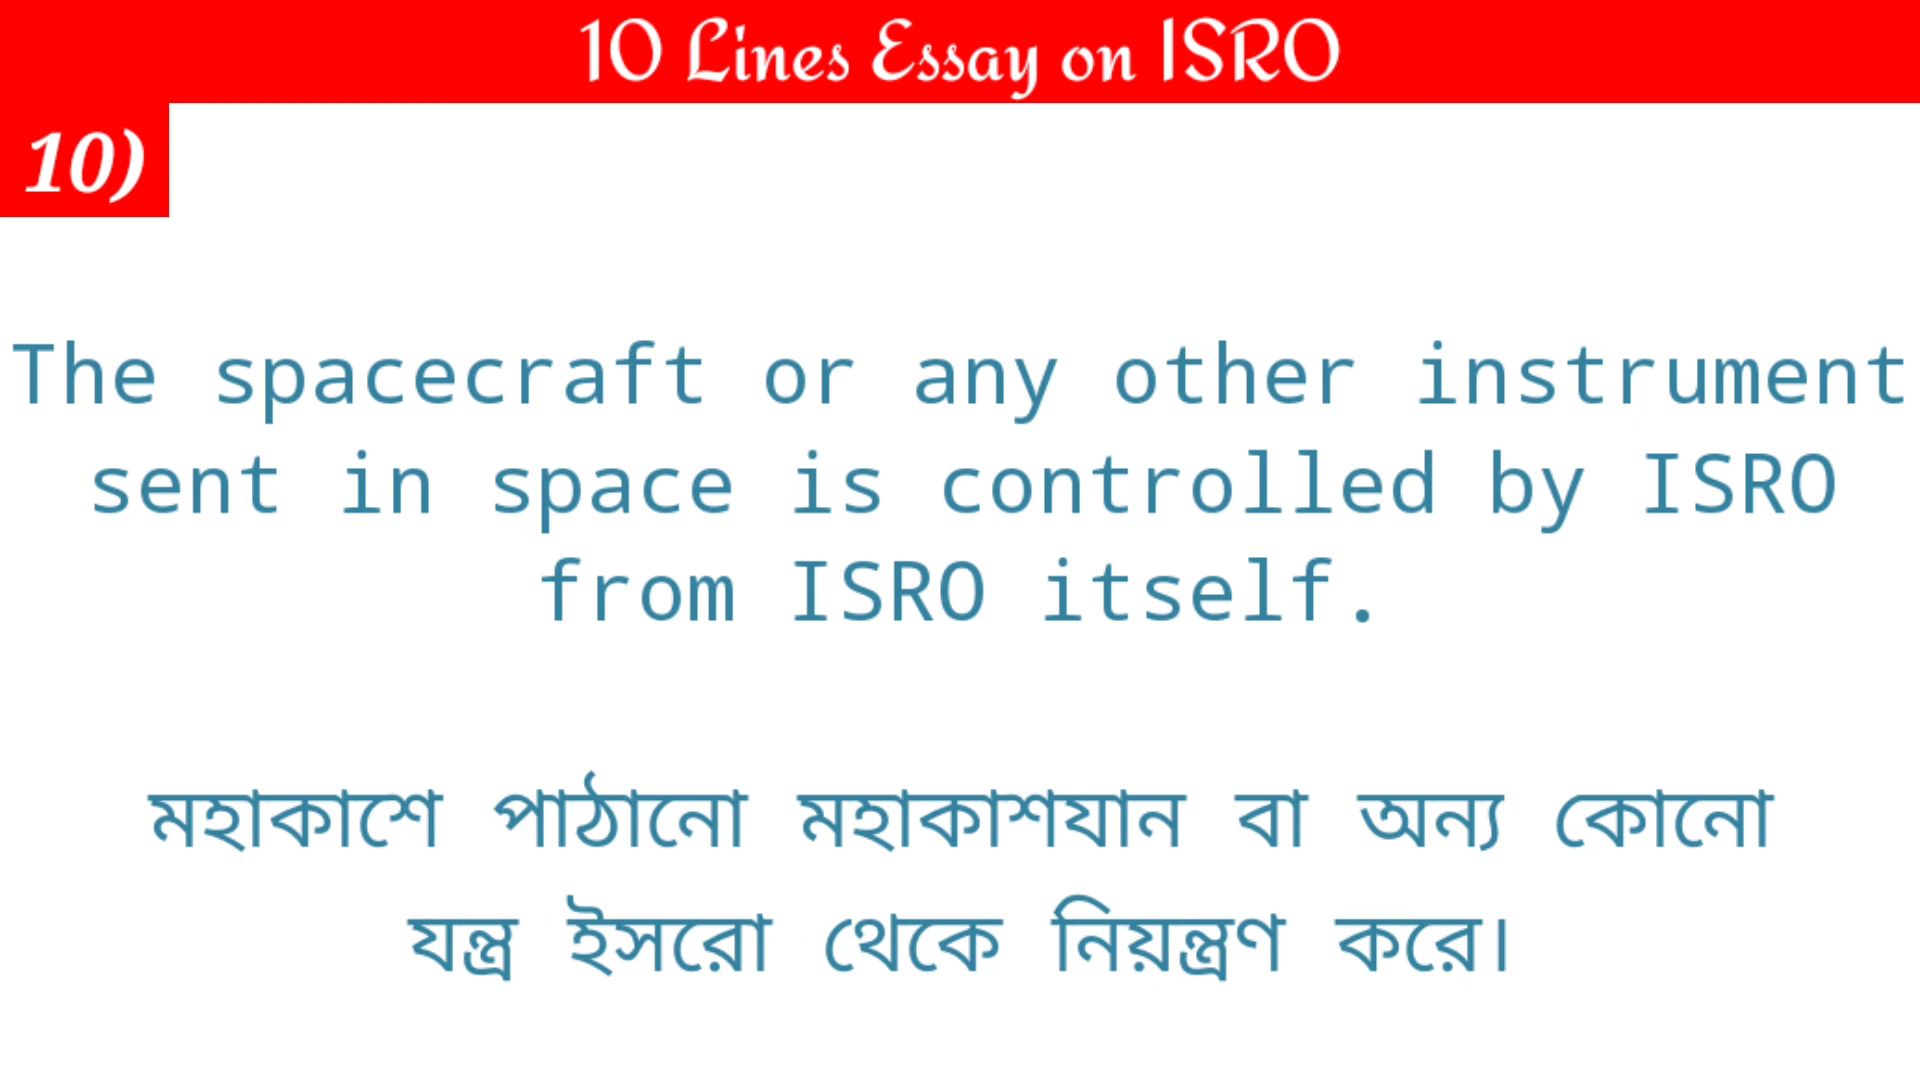 10 Lines Essay on ISRO
10)
The spacecraft or any other instrument
sent in space is controlled by ISRO
from ISRO itself.
মহাকাশে পাঠানো মহাকাশযান বা অন্য কোনো
যন্ত্র ইসরো থেকে নিয়ন্ত্রণ করে।